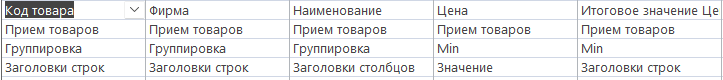 Код товара Фирма Наименование Цена Итоговое значение Це
Прием товаров Прием товаров Прием товаров Прием товаров Прием товаров
Группировка Группировка Группировка Min Min
Заголовки строк Заголовки строк Заголовки столбцов Значение Заголовки строк